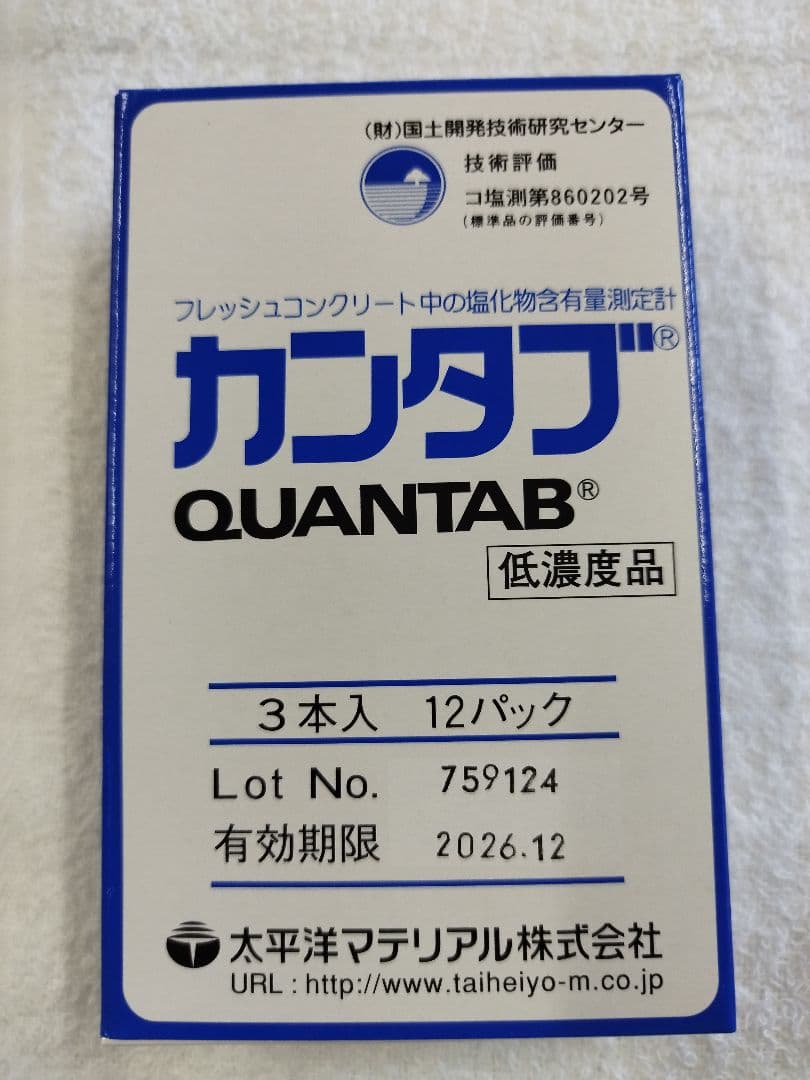 (財)国土開発技術研究センター
技術評価
コ塩測第860202号
(標準品の評価番号)
フレッシュコンクリート中の塩化物含有量測定計
カンタブ®
QUANTAB®
低濃度品
3本入 12パック
Lot No. 759124
有効期限 2026.12
太平洋マテリアル株式会社
URL : http://www.taiheiyo-m.co.jp